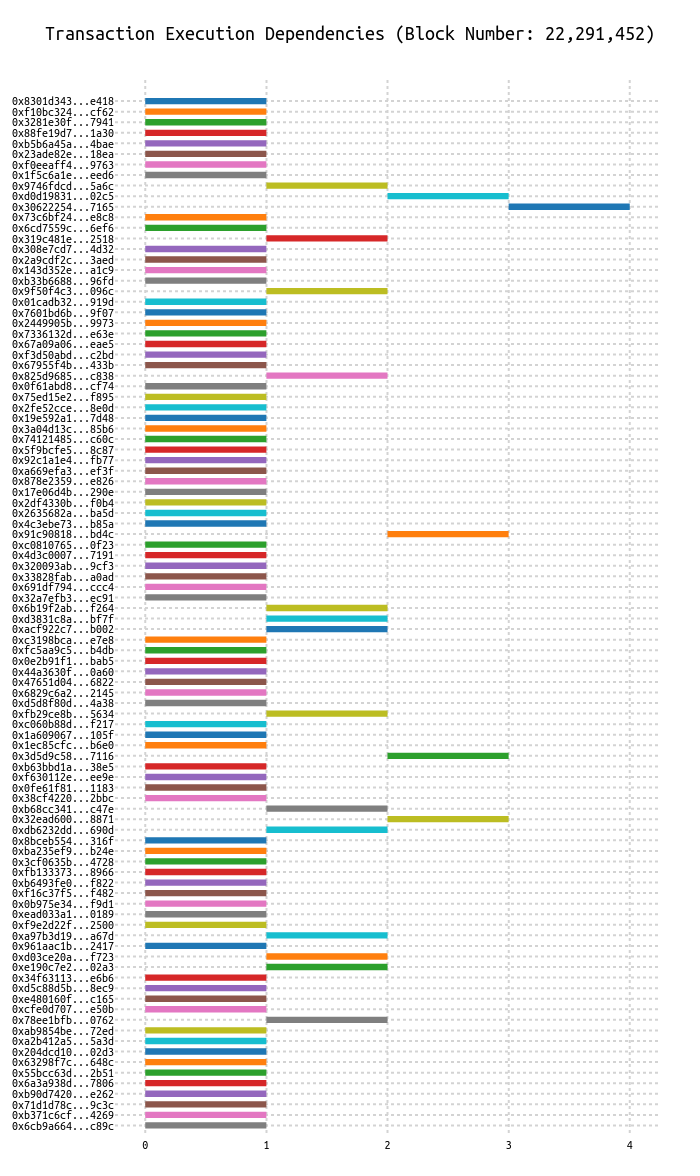 Transaction Execution Dependencies (Block Number: 22,291,452)
0x8301d343...e418
0xf10bc324...cf62
0x3281e30f...7941
0x88fe19d7...1a30
0xb5b6a45a...4bae
0x23ade82e...18ea
0xf0eeaff4...9763
0x1f5c6a1e...eed6
0x9746fdcd...5a6c
0xd0d19831...02c5
0x30622254...7165
0x73c6bf24...e8c8
0x6cd7559c...6ef6
0x319c481e...2518
0x308e7cd7...4d32
0x2a9cdf2c...3aed
0x143d352e...a1c9
0xb33b6688...96fd
0x9f50f4c3...096c
0x01cadb32...919d
0x7601bd6b...9f07
0x2449905b...9973
0x7336132d...e63e
0x67a09a06...eae5
0xf3d50abd...c2bd
0x67955f4b...433b
0x825d9685...c838
0x0f61abd8...cf74
0x75ed15e2...f895
0x2fe52cce...8e0d
0x19e592a1...7d48
0x3a04d13c...85b6
0x74121485...c60c
0x5f9bcfe5...8c87
0x92c1a1e4...fb77
0xa669efa3...ef3f
0x878e2359...e826
0x17e06d4b...290e
0x2df4330b...f0b4
0x2635682a...ba5d
0x4c3ebe73...b85a
0x91c90818...bd4c
0xc0810765...0f23
0x4d3c0007...7191
0x320093ab...9cf3
0x33828fab...a0ad
0x691df794...ccc4
0x32a7efb3...ec91
0x6b19f2ab...f264
0xd3831c8a...bf7f
0xacf922c7...b002
0xc3198bca...e7e8
0xfc5aa9c5...b4db
0x0e2b91f1...bab5
0x44a3630f...0a60
0x47651d04...6822
0x6829c6a2...2145
0xd5d8f80d...4a38
0xfb29ce8b...5634
0xc060b88d...f217
0x1a609067...105f
0x1ec85cfc...b6e0
0x3d5d9c58...7116
0xb63bbd1a...38e5
0xf630112e...ee9e
0x0fe61f81...1183
0x38cf4220...2bbc
0xb68cc341...c47e
0x32ead600...8871
0xdb6232dd...690d
0x8bceb554...316f
0xba235ef9...b24e
0x3cf0635b...4728
0xfb133373...8966
0xb6493fe0...f822
0xf16c37f5...f482
0x0b975e34...f9d1
0xead033a1...0189
0xf9e2d22f...2500
0xa97b3d19...a67d
0x961aac1b...2417
0xd03ce20a...f723
0xe190c7e2...02a3
0x34f63113...e6b6
0xd5c88d5b...8ec9
0xe480160f...c165
0xcfe0d707...e50b
0x78ee1bfb...0762
0xab9854be...72ed
0xa2b412a5...5a3d
0x204dcd10...02d3
0x63298f7c...648c
0x55bcc63d...2b51
0x6a3a938d...7806
0xb90d7420...e262
0x71d1d78c...9c3c
0xb371c6cf...4269
0x6cb9a664...c89c
0 1 2 3 4